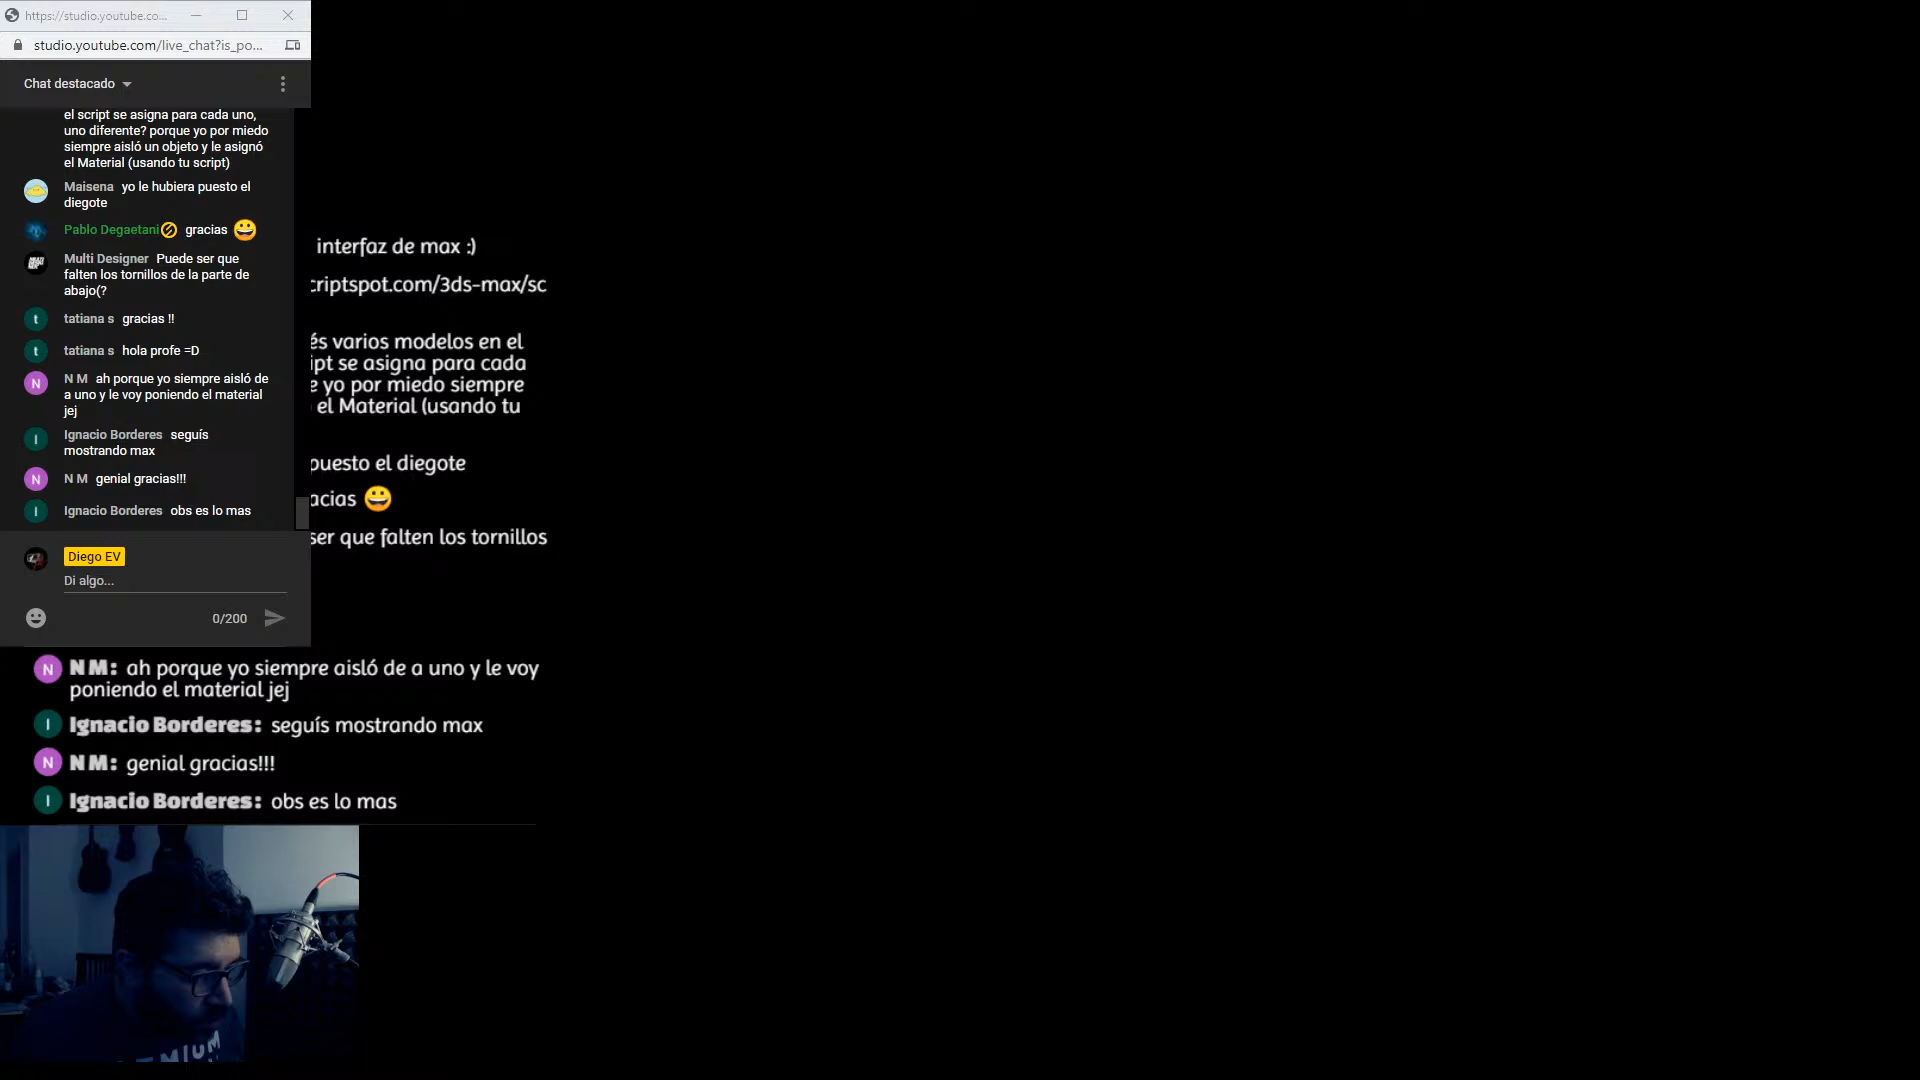 https://studio.youtube.co...
studio.youtube.com/live_chat?is_po...
Chat destacado
el script se asigna para cada uno,
uno diferente? porque yo por miedo
siempre aisló un objeto y le asignó
el Material (usando tu script)
Maisena yo le hubiera puesto el
diegote
Pablo Degaetani gracias 😀
Multi Designer Puede ser que
falten los tornillos de la parte de
abajo(?
t tatiana s gracias !!
t tatiana s hola profe =D
N N M ah porque yo siempre aisló de
a uno y le voy poniendo el material
jej
I Ignacio Borderes seguís
mostrando max
N N M genial gracias!!!
I Ignacio Borderes obs es lo mas
Diego EV
Di algo...
0/200
interfaz de max :)
criptspot.com/3ds-max/sc
és varios modelos en el
ipt se asigna para cada
e yo por miedo siempre
el Material (usando tu
puesto el diegote
acias 😀
ser que falten los tornillos
N N M: ah porque yo siempre aisló de a uno y le voy
poniendo el material jej
I Ignacio Borderes: seguís mostrando max
N N M: genial gracias!!!
I Ignacio Borderes: obs es lo mas